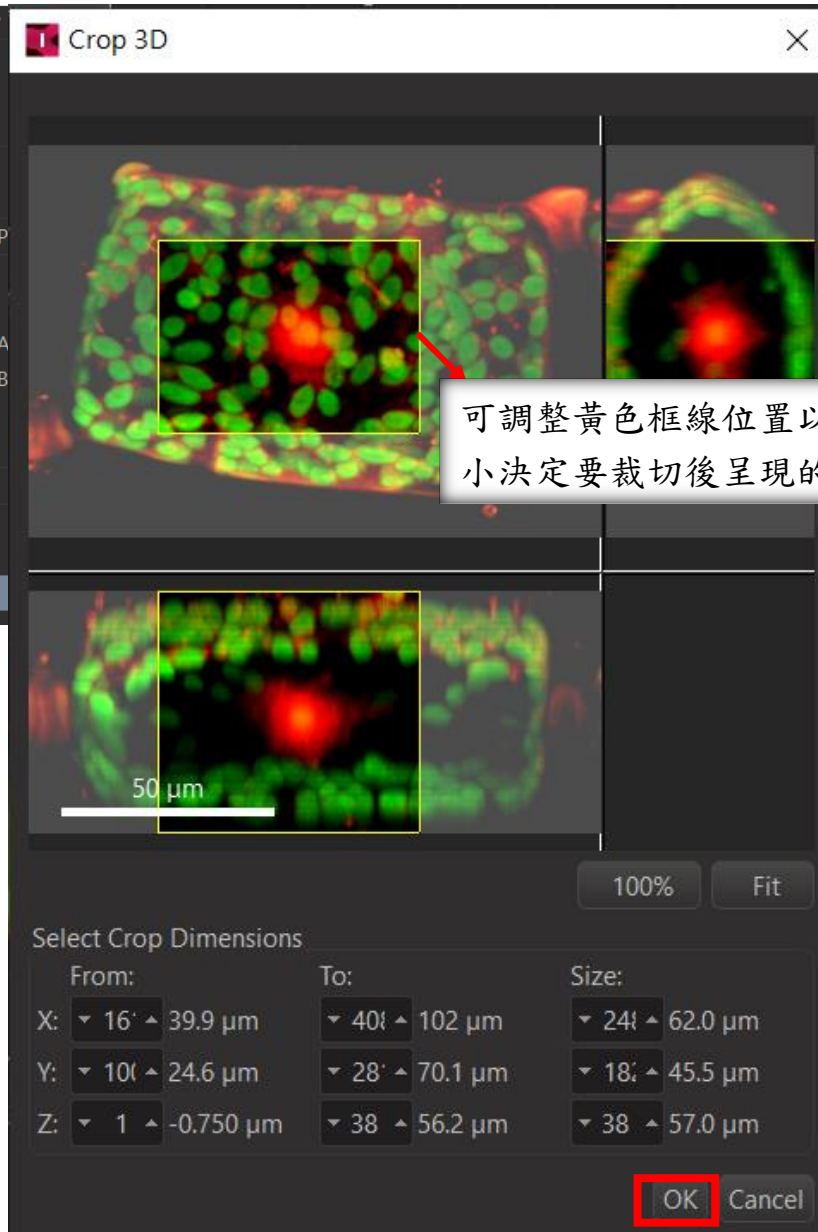 Crop 3D
可調整黃色框線位置以
小決定要裁切後呈現的
50 µm
100% Fit
Select Crop Dimensions
From: To: Size:
X: 39.9 µm 102 µm 62.0 µm
Y: 24.6 µm 70.1 µm 45.5 µm
Z: 1 -0.750 µm 38 56.2 µm 38 57.0 µm
OK Cancel